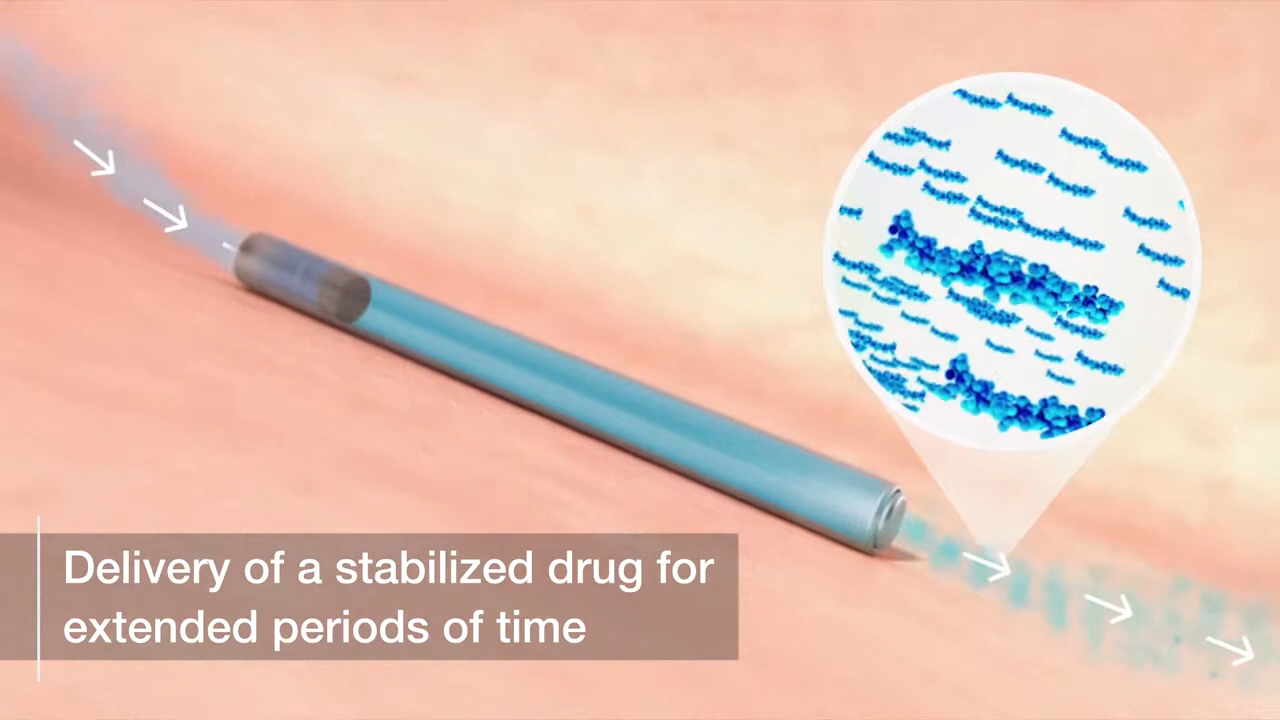 Delivery of a stabilized drug for
extended periods of time